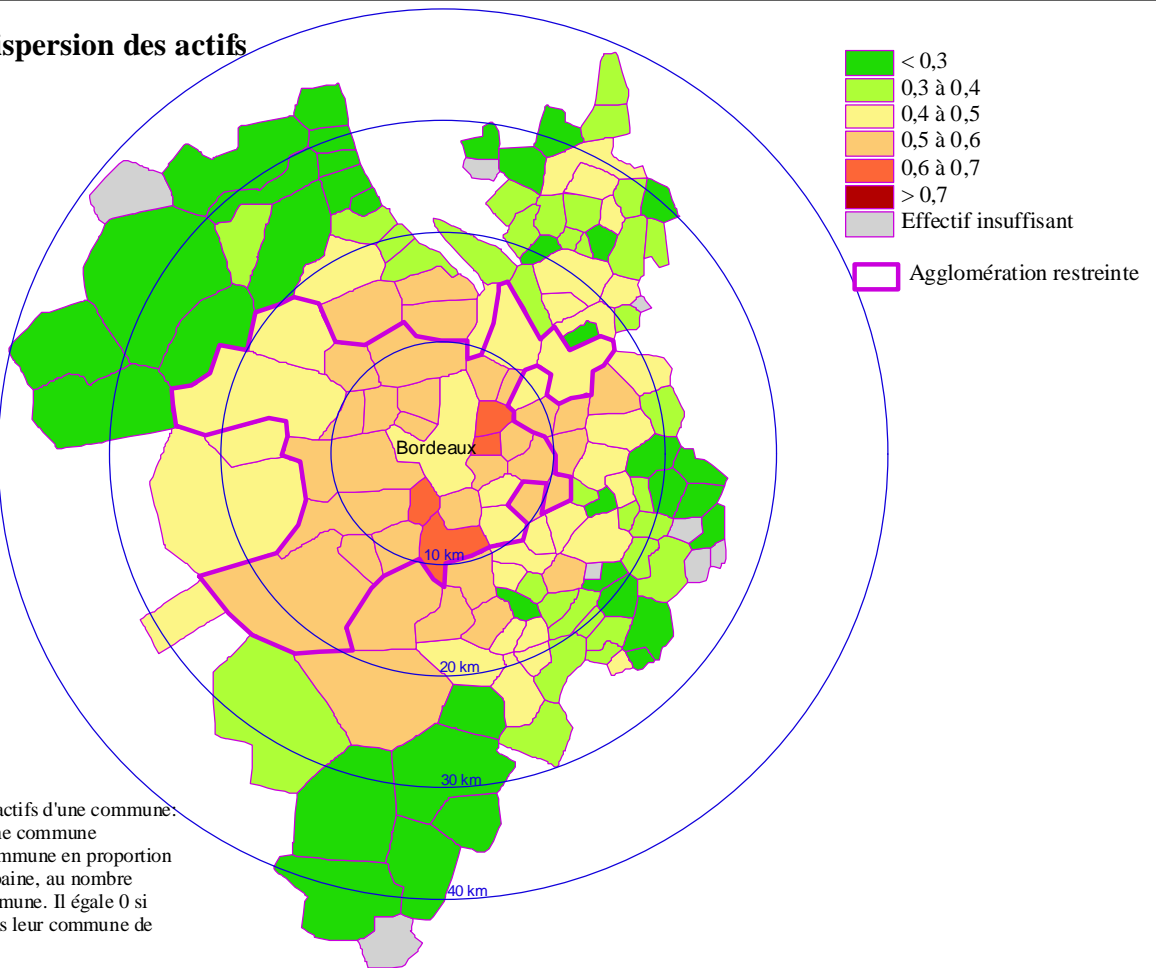 ispersion des actifs
< 0,3
0,3 à 0,4
0,4 à 0,5
0,5 à 0,6
0,6 à 0,7
> 0,7
Effectif insuffisant
Agglomération restreinte
Bordeaux
10 km
20 km
30 km
40 km
actifs d'une commune:
ne commune
mmune en proportion
aine, au nombre
mune. Il égale 0 si
s leur commune de